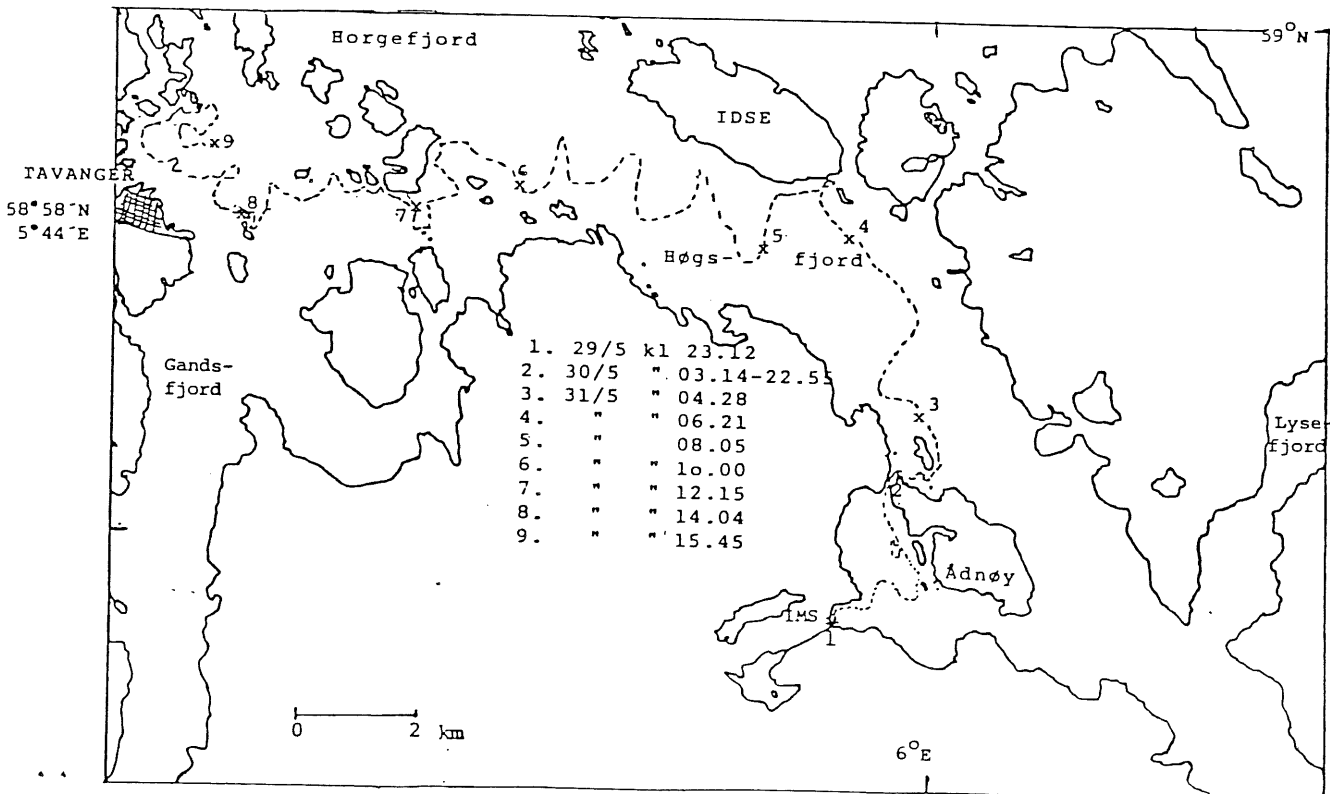 Horgefjord
59°N
IDSE
x9
TAVANGER
58°58´N
5°44´E
8
7
6
5
4
Høgs-
fjord
Gands-
fjord
1. 29/5 kl 23.12
2. 30/5 " 03.14-22.55
3. 31/5 " 04.28
4. " " 06.21
5. " 08.05
6. " " 1o.00
7. " " 12.15
8. " " 14.04
9. " " 15.45
3
Lyse-
fjord
2
Ådnøy
IMS
1
0 2 km
6°E